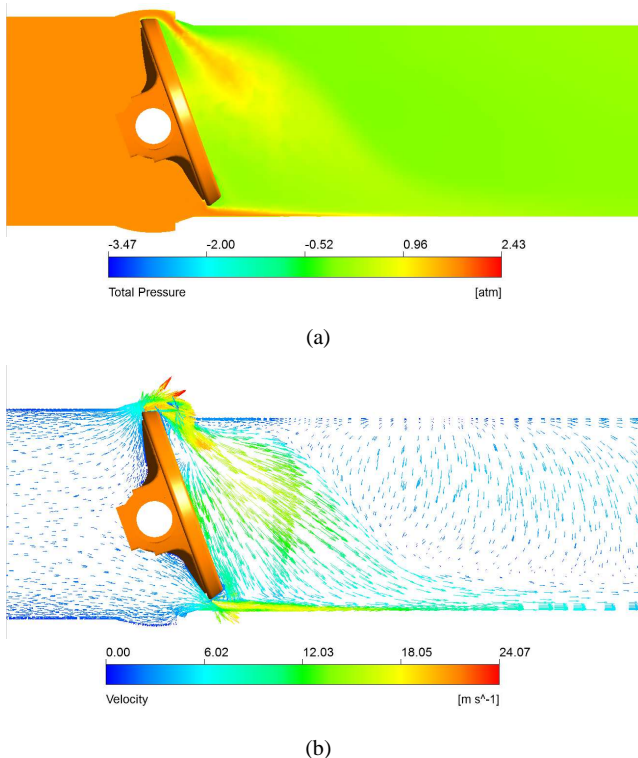 -3.47 -2.00 -0.52 0.96 2.43
Total Pressure [atm]
(a)
0.00 6.02 12.03 18.05 24.07
Velocity [m s^-1]
(b)